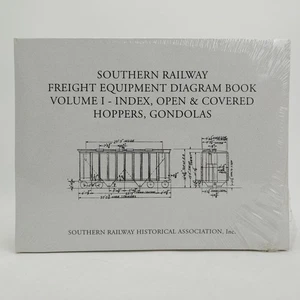 SOUTHERN RAILWAY
FREIGHT EQUIPMENT DIAGRAM BOOK
VOLUME I - INDEX, OPEN & COVERED
HOPPERS, GONDOLAS
SOUTHERN RAILWAY HISTORICAL ASSOCIATION, Inc.